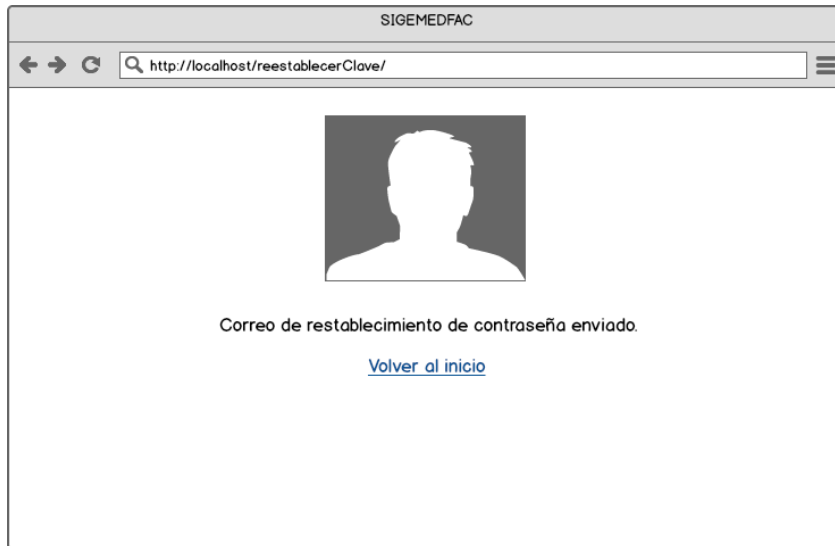 SIGEMEDFAC
http://localhost/reestablecerClave/
Correo de restablecimiento de contraseña enviado.
Volver al inicio